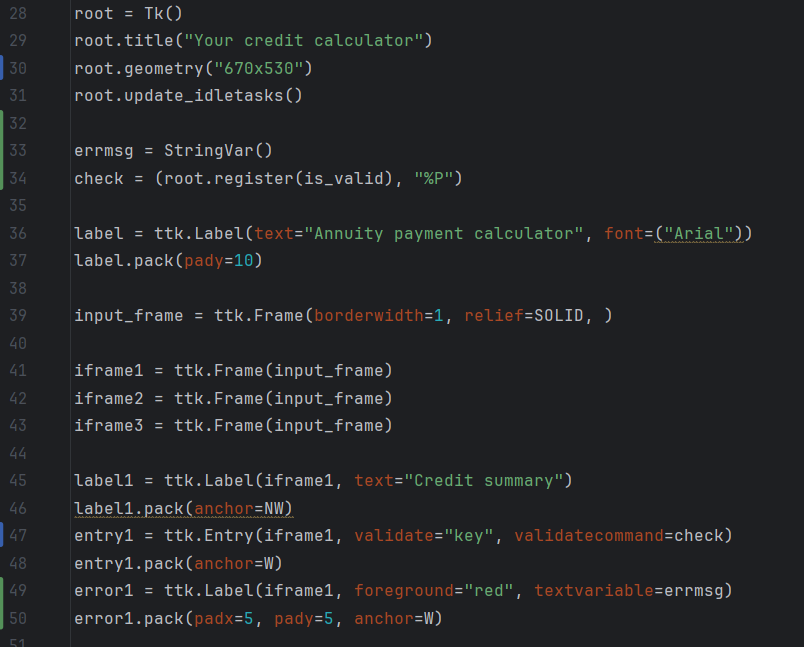 28 root = Tk()
29 root.title("Your credit calculator")
30 root.geometry("670x530")
31 root.update_idletasks()
32
33 errmsg = StringVar()
34 check = (root.register(is_valid), "%P")
35
36 label = ttk.Label(text="Annuity payment calculator", font=("Arial"))
37 label.pack(pady=10)
38
39 input_frame = ttk.Frame(borderwidth=1, relief=SOLID, )
40
41 iframe1 = ttk.Frame(input_frame)
42 iframe2 = ttk.Frame(input_frame)
43 iframe3 = ttk.Frame(input_frame)
44
45 label1 = ttk.Label(iframe1, text="Credit summary")
46 label1.pack(anchor=NW)
47 entry1 = ttk.Entry(iframe1, validate="key", validatecommand=check)
48 entry1.pack(anchor=W)
49 error1 = ttk.Label(iframe1, foreground="red", textvariable=errmsg)
50 error1.pack(padx=5, pady=5, anchor=W)
51